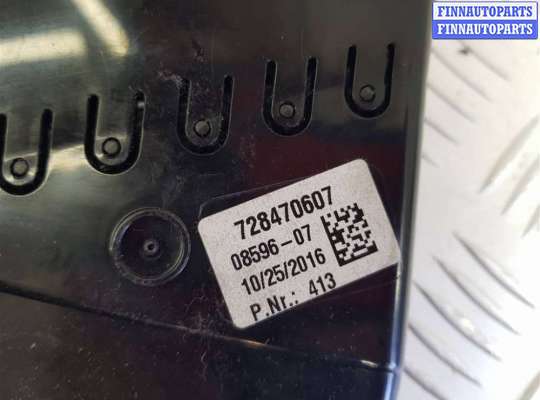 FINNAUTOPARTS
FINNAUTOPARTS
728470607
08596-07
10/25/2016
P.Nr.: 413